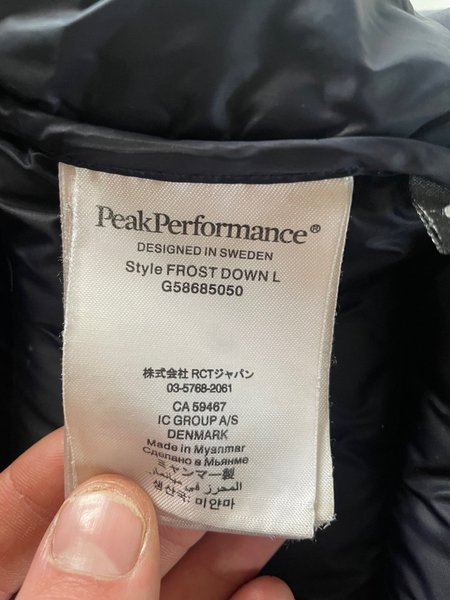 PeakPerformance®
DESIGNED IN SWEDEN
Style FROST DOWN L
G58685050
株式会社 RCTジャパン
03-5768-2061
CA 59467
IC GROUP A/S
DENMARK
Made in Myanmar
Сделано в Мьянме
ミャンマー製
المحرز في ميانمار.
생산국: 미얀마